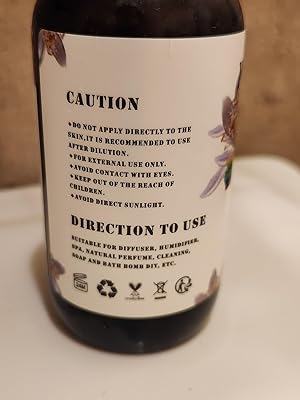 CAUTION
•DO NOT APPLY DIRECTLY TO THE
SKIN.IT IS RECOMMENDED TO USE
AFTER DILUTION.
•FOR EXTERNAL USE ONLY.
•AVOID CONTACT WITH EYES.
•KEEP OUT OF THE REACH OF
CHILDREN.
•AVOID DIRECT SUNLIGHT.
DIRECTION TO USE
SUITABLE FOR DIFFUSER, HUMIDIFIER,
SPA, NATURAL PERFUME, CLEANING,
SOAP AND BATH BOMB DIY, ETC.